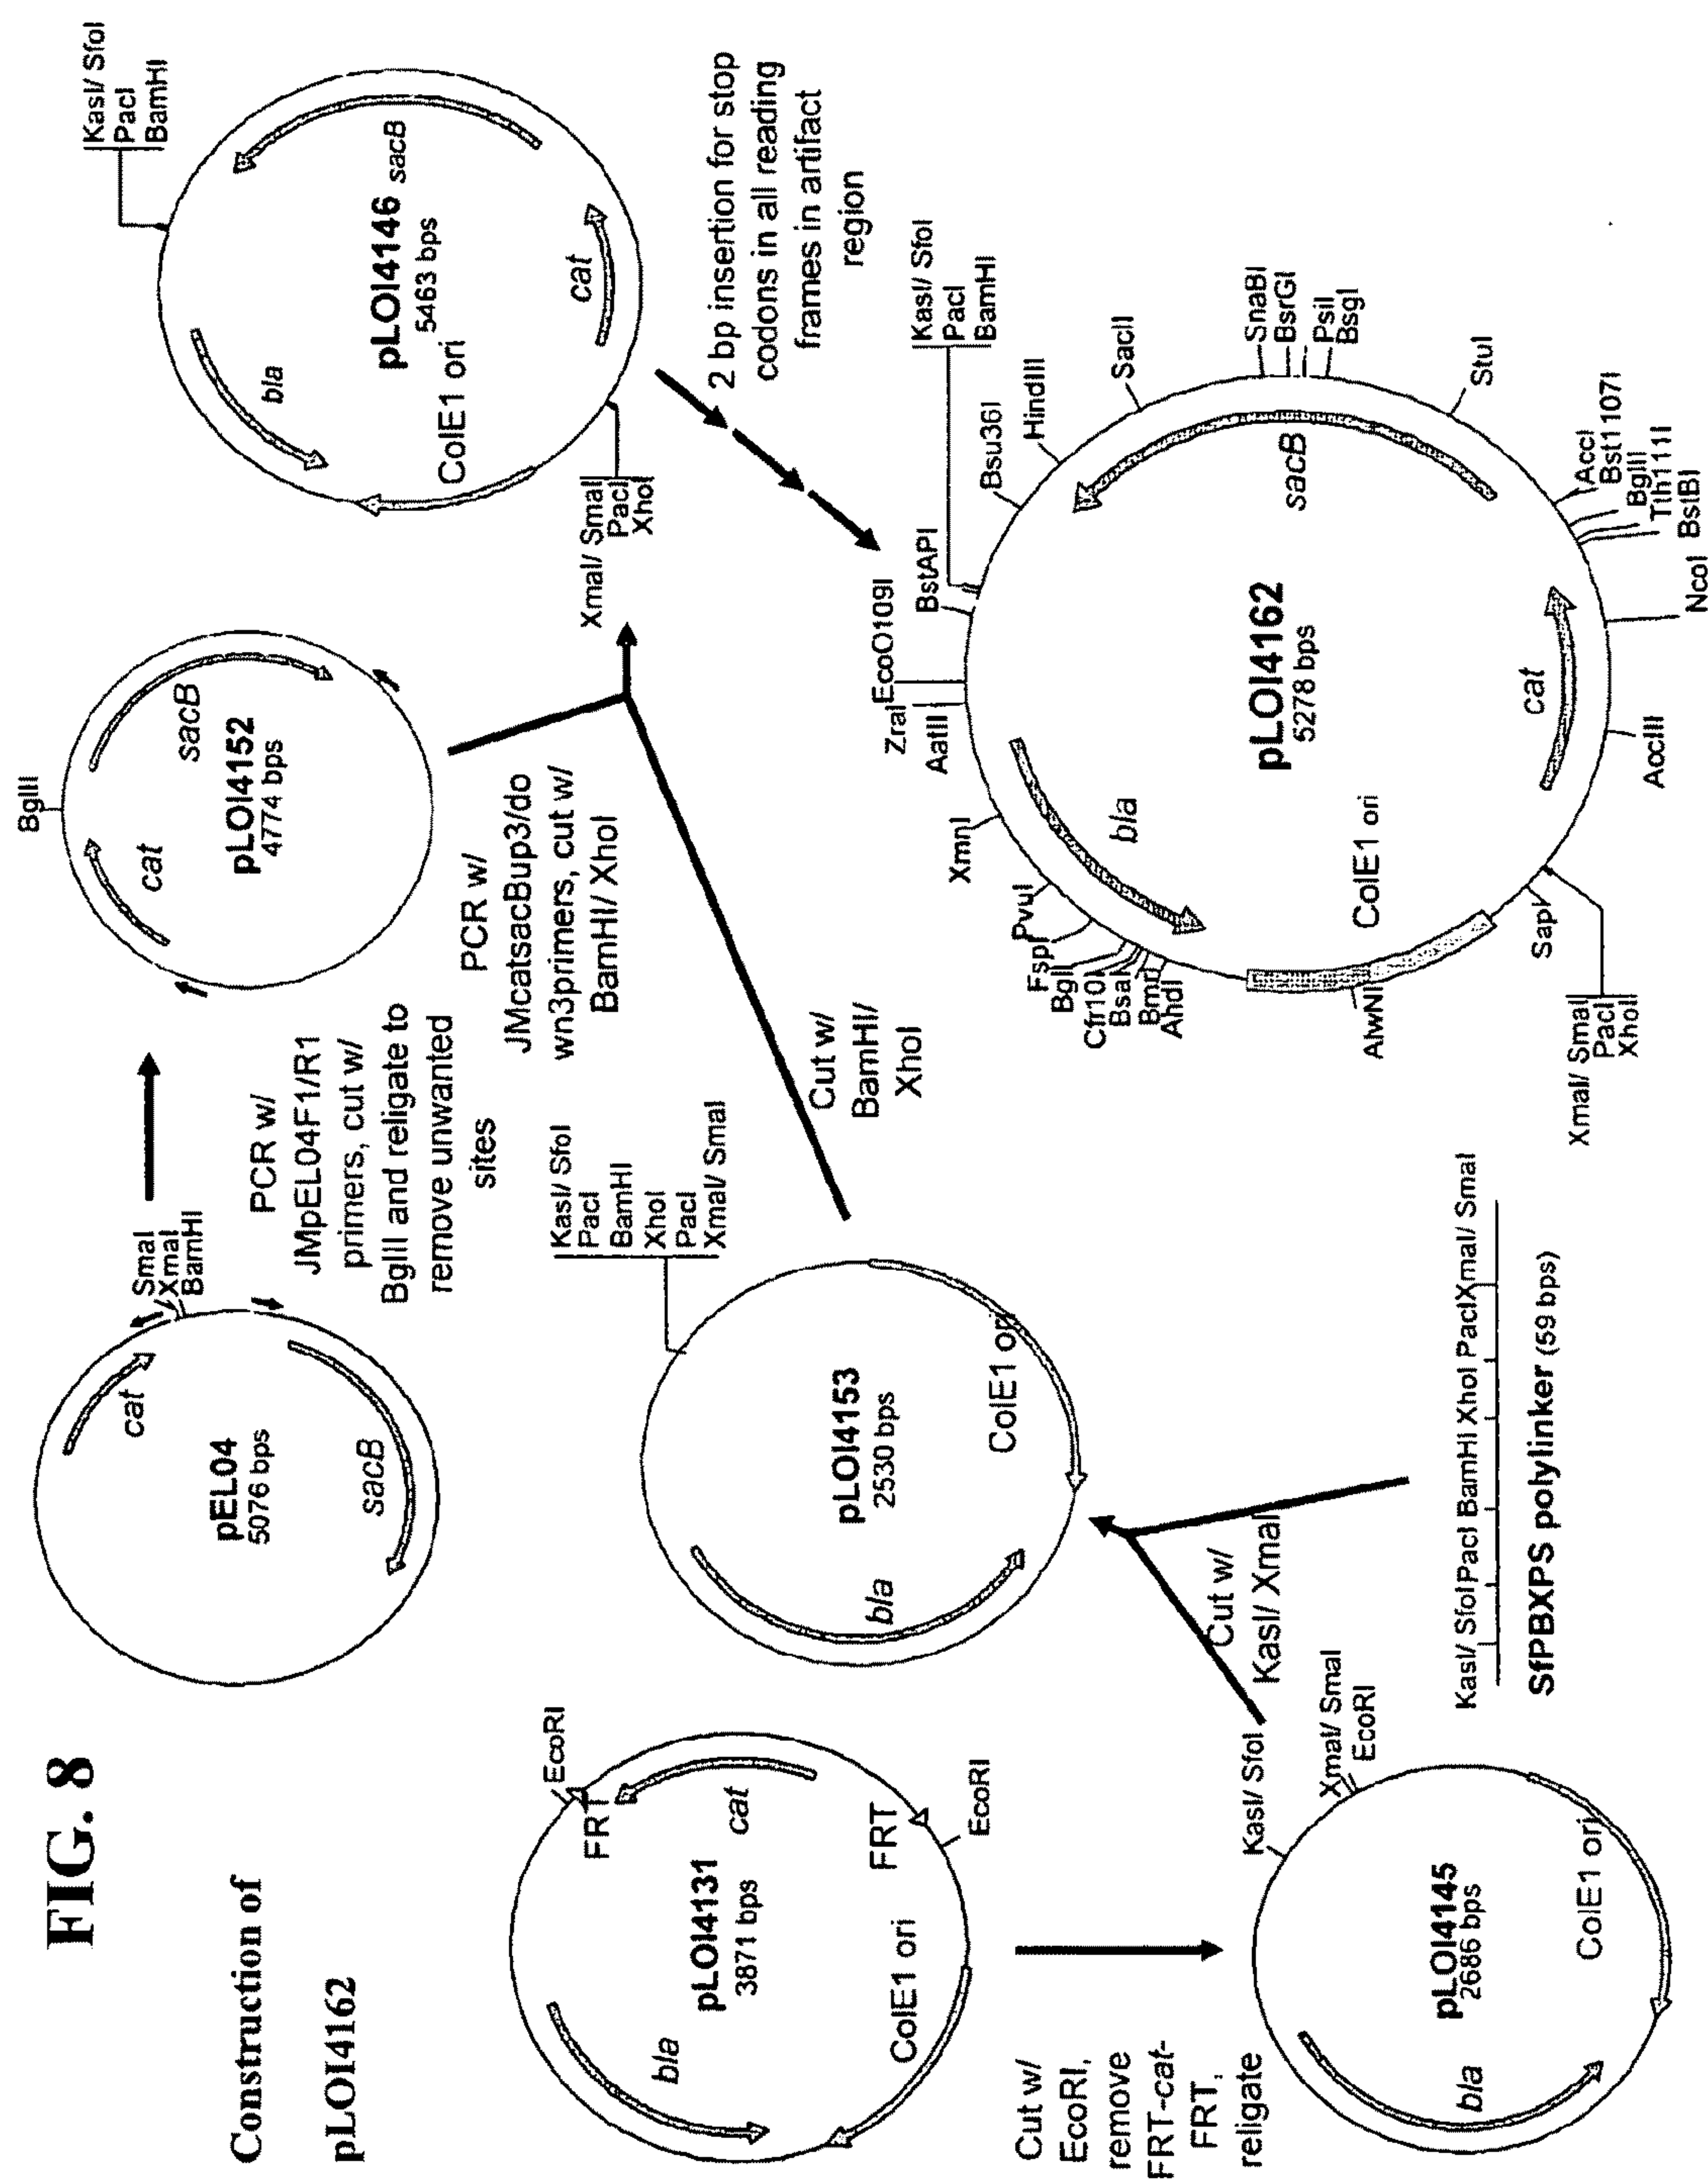 FIG. 8
Construction of
pLOI4162
pEL04
5076 bps
cat
sacB
SmaI
XmaI
BamHI
PCR w/
JMpEL04F1/R1
primers, cut w/
BglII and religate to
remove unwanted
sites
BglII
cat
sacB
pLOI4152
4774 bps
PCR w/
JMcatsacBup3/do
wn3primers, cut w/
BamHI/ XhoI
KasI/ SfoI
PacI
BamHI
bla
pLOI4146
5463 bps
sacB
ColE1 ori
cat
XmaI/ SmaI
PacI
XhoI
2 bp insertion for stop
codons in all reading
frames in artifact
region
EcoRI
FRT
cat
pLOI4131
3871 bps
FRT
EcoRI
bla
ColE1 ori
Cut w/
EcoRI,
remove
FRT-cat-
FRT,
religate
KasI/ SfoI
XmaI/ SmaI
EcoRI
pLOI4145
2686 bps
bla
ColE1 ori
Cut w/
KasI/ XmaI
KasI/ SfoI PacI BamHI XhoI PacI XmaI/ SmaI
SfPBXPS polylinker (59 bps)
KasI/ SfoI
PacI
BamHI
XhoI
PacI
XmaI/ SmaI
pLOI4153
2530 bps
bla
ColE1 ori
Cut w/
BamHI/
XhoI
pLOI4162
5278 bps
bla
sacB
cat
ColE1 ori
KasI/ SfoI
PacI
BamHI
BstAPI
EcoO109I
ZraI
AatII
XmnI
PvuI
FspI
BglI
Cfr10I
BsaI
BmrI
AhdI
AlwNI
SapI
XmaI/ SmaI
PacI
XhoI
AccIII
NcoI
BstBI
Tth111I
BglII
Bst1107I
AccI
StuI
BsgI
PsiI
BsrGI
SnaBI
SacII
HindIII
Bsu36I